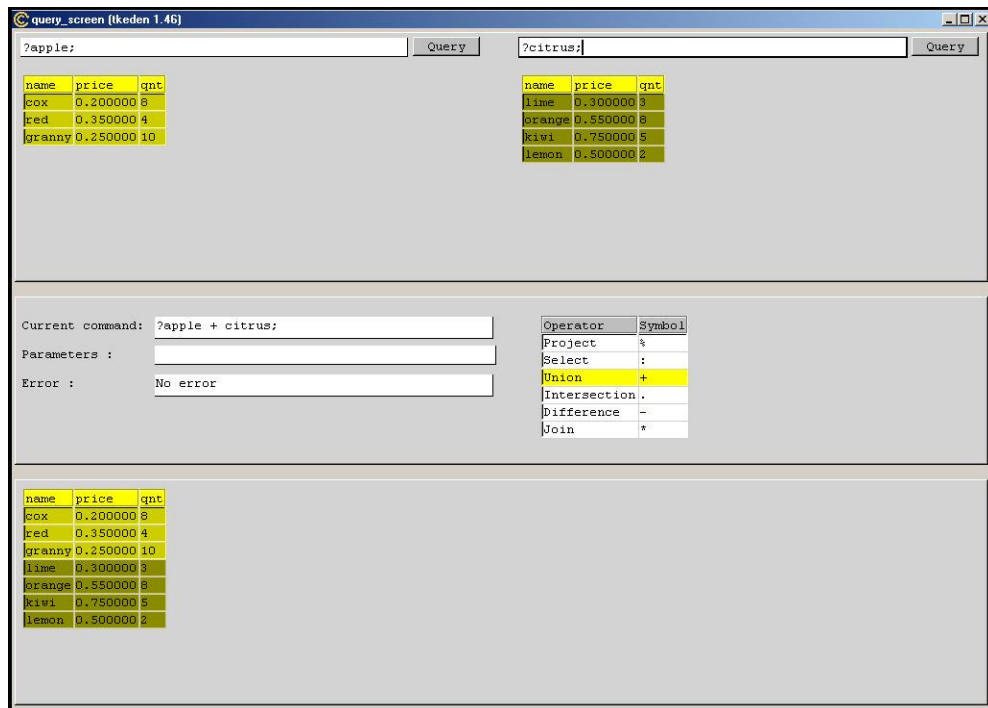 query_screen (tkeden 1.46)
?apple; Query ?citrus; Query
name price qnt
cox 0.200000 8
red 0.350000 4
granny 0.250000 10
name price qnt
lime 0.300000 3
orange 0.550000 8
kiwi 0.750000 5
lemon 0.500000 2
Current command: ?apple + citrus;
Parameters :
Error : No error
Operator Symbol
Project %
Select :
Union +
Intersection .
Difference -
Join *
name price qnt
cox 0.200000 8
red 0.350000 4
granny 0.250000 10
lime 0.300000 3
orange 0.550000 8
kiwi 0.750000 5
lemon 0.500000 2